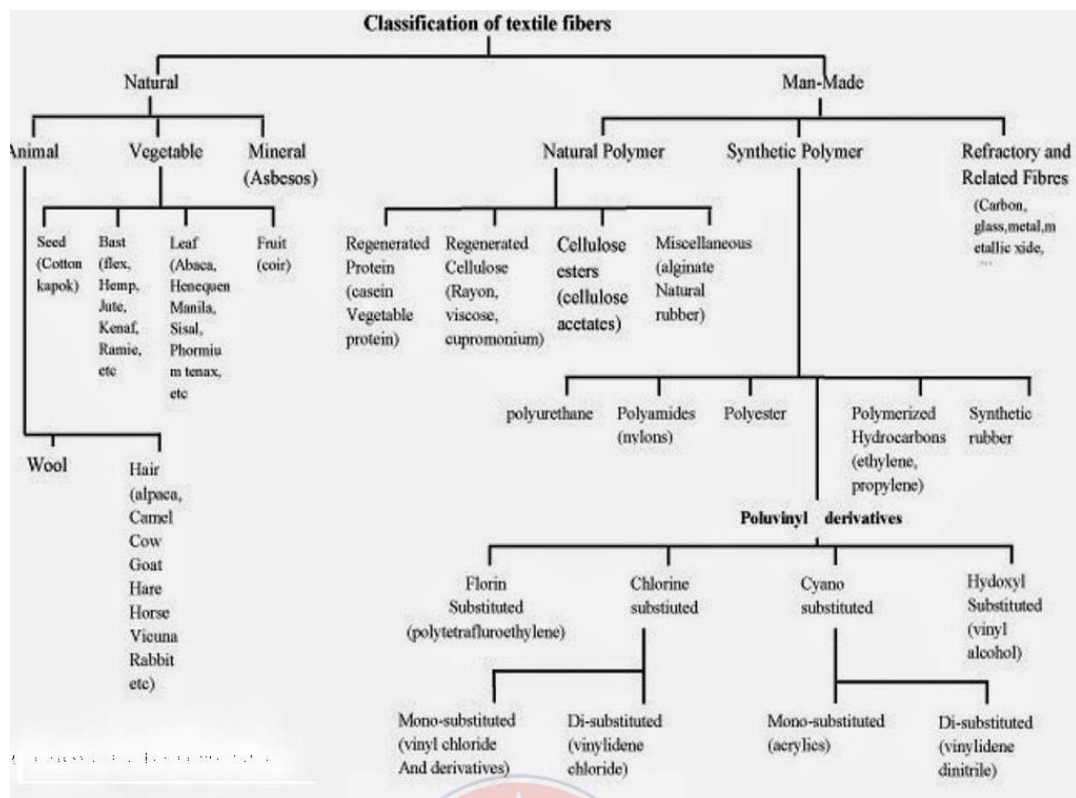 Classification of textile fibers
Natural
Man-Made
Animal
Vegetable
Mineral
(Asbesos)
Natural Polymer
Synthetic Polymer
Refractory and
Related Fibres
(Carbon,
glass,metal,m
etallic xide,
Seed
(Cotton
kapok)
Bast
(flex,
Hemp,
Jute,
Kenaf,
Ramie,
etc
Leaf
(Abaca,
Henequen
Manila,
Sisal,
Phormiu
m tenax,
etc
Fruit
(coir)
Regenerated
Protein
(casein
Vegetable
protein)
Regenerated
Cellulose
(Rayon,
viscose,
cupromonium)
Cellulose
esters
(cellulose
acetates)
Miscellaneous
(alginate
Natural
rubber)
polyurethane
Polyamides
(nylons)
Polyester
Polymerized
Hydrocarbons
(ethylene,
propylene)
Synthetic
rubber
Wool
Hair
(alpaca,
Camel
Cow
Goat
Hare
Horse
Vicuna
Rabbit
etc)
Poluvinyl derivatives
Florin
Substituted
(polytetrafluroethylene)
Chlorine
substiuted
Cyano
substituted
Hydoxyl
Substituted
(vinyl
alcohol)
Mono-substituted
(vinyl chloride
And derivatives)
Di-substituted
(vinylidene
chloride)
Mono-substituted
(acrylics)
Di-substituted
(vinylidene
dinitrile)